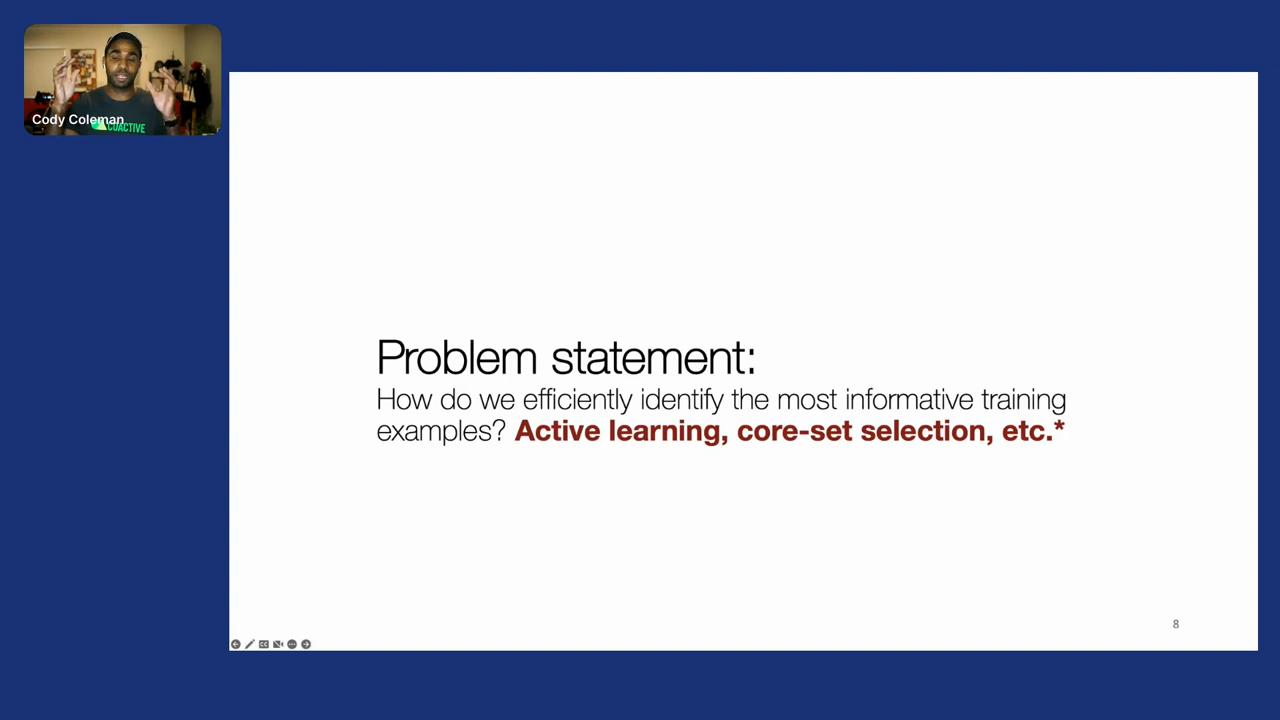 Cody Coleman
COACTIVE
Problem statement:
How do we efficiently identify the most informative training
examples? Active learning, core-set selection, etc.*
8